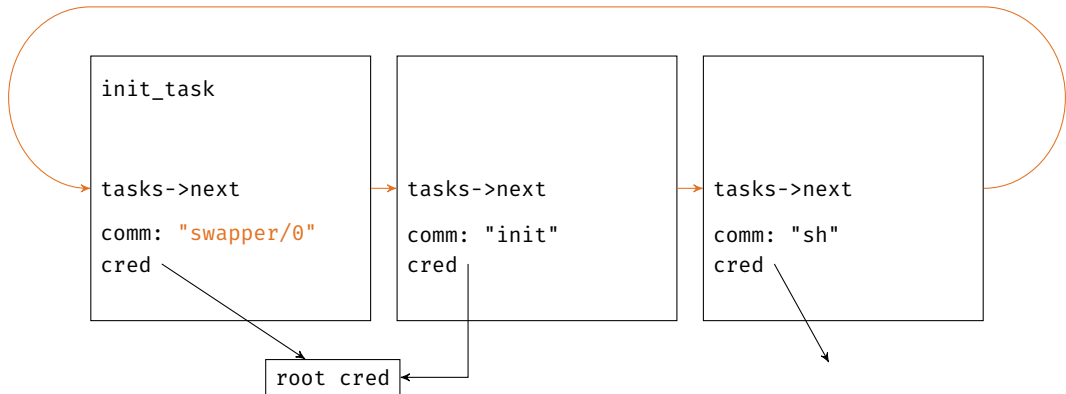 init_task
tasks->next
comm: "swapper/0"
cred
tasks->next
comm: "init"
cred
tasks->next
comm: "sh"
cred
root cred